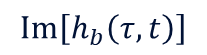 Im[h_b(τ, t)]